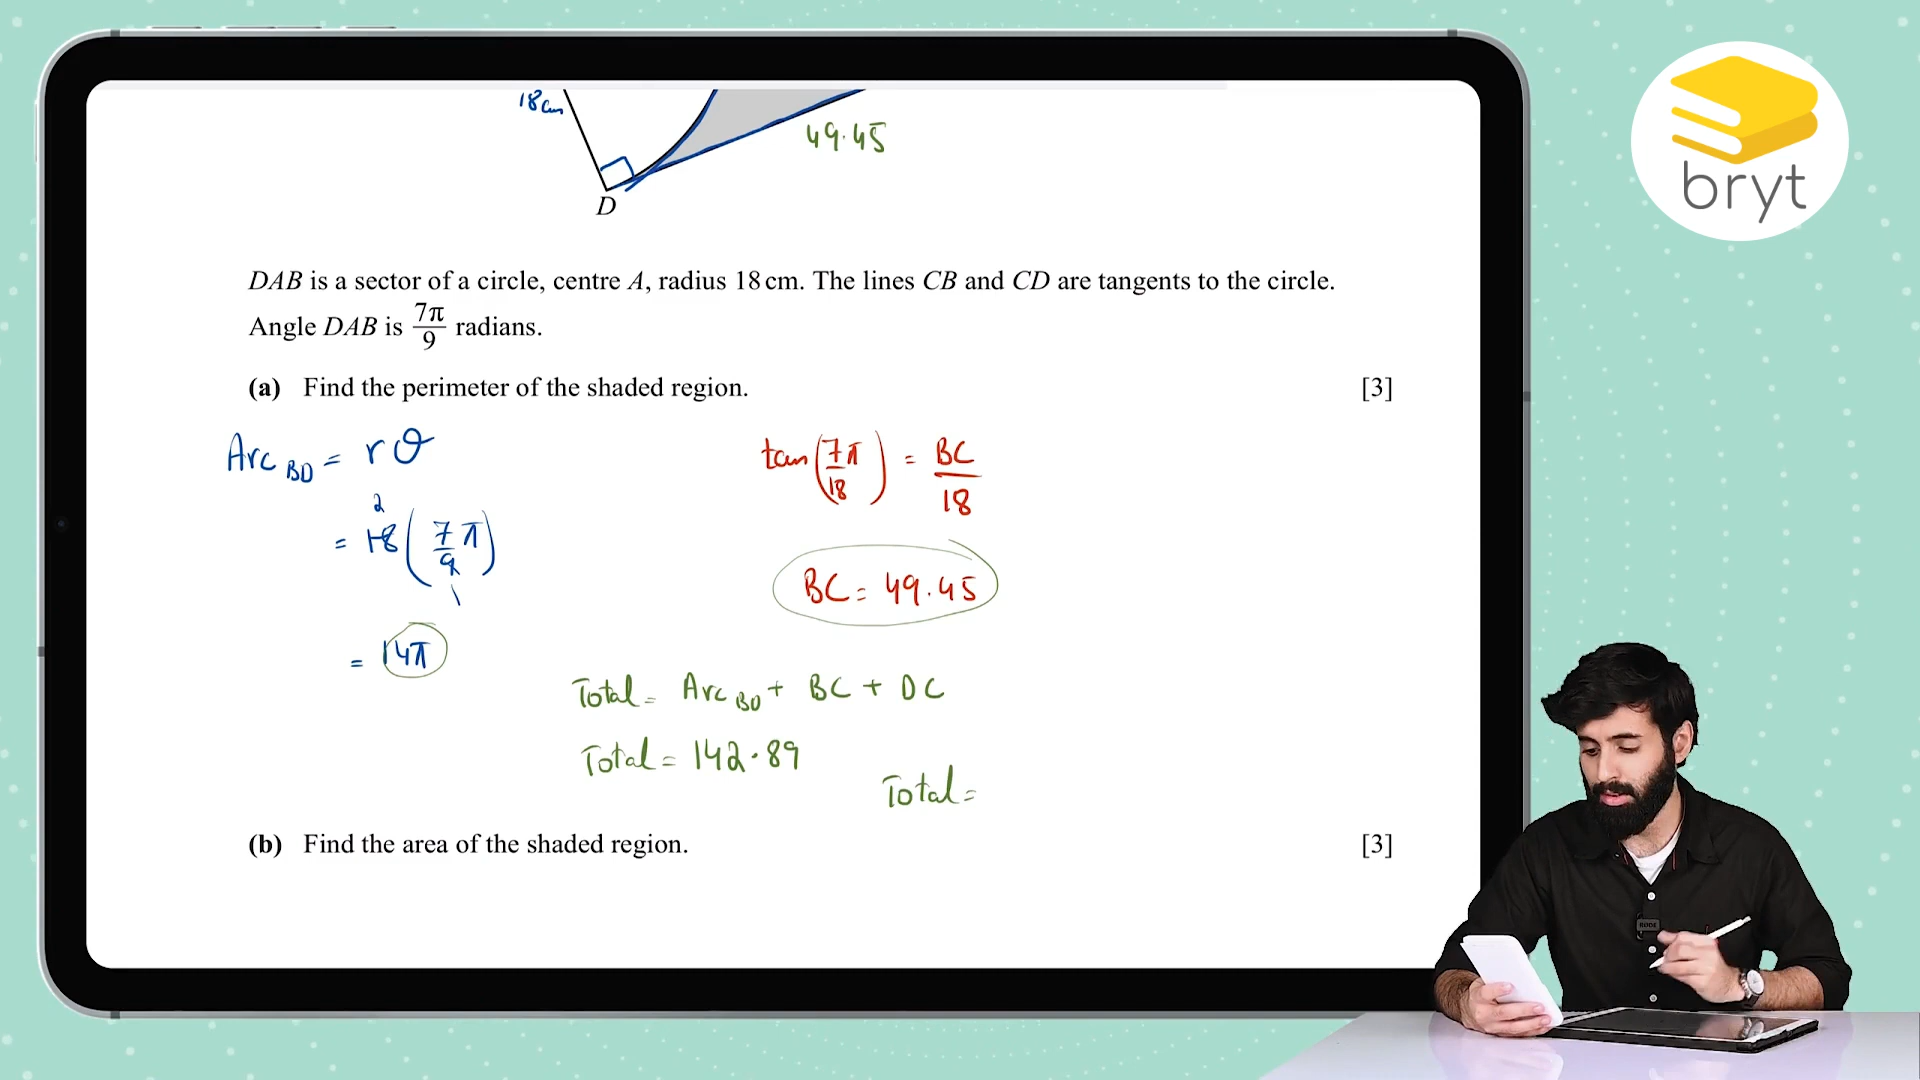 bryt
18cm
49.45
D
DAB is a sector of a circle, centre A, radius 18 cm. The lines CB and CD are tangents to the circle.
Angle DAB is 7π/9 radians.
(a) Find the perimeter of the shaded region. [3]
Arc BD = rθ
= 18 2 (7/9 π) 1
= 14π
tan(7π/18) = BC/18
BC = 49.45
Total = Arc BD + BC + DC
Total = 142.89
Total =
(b) Find the area of the shaded region. [3]